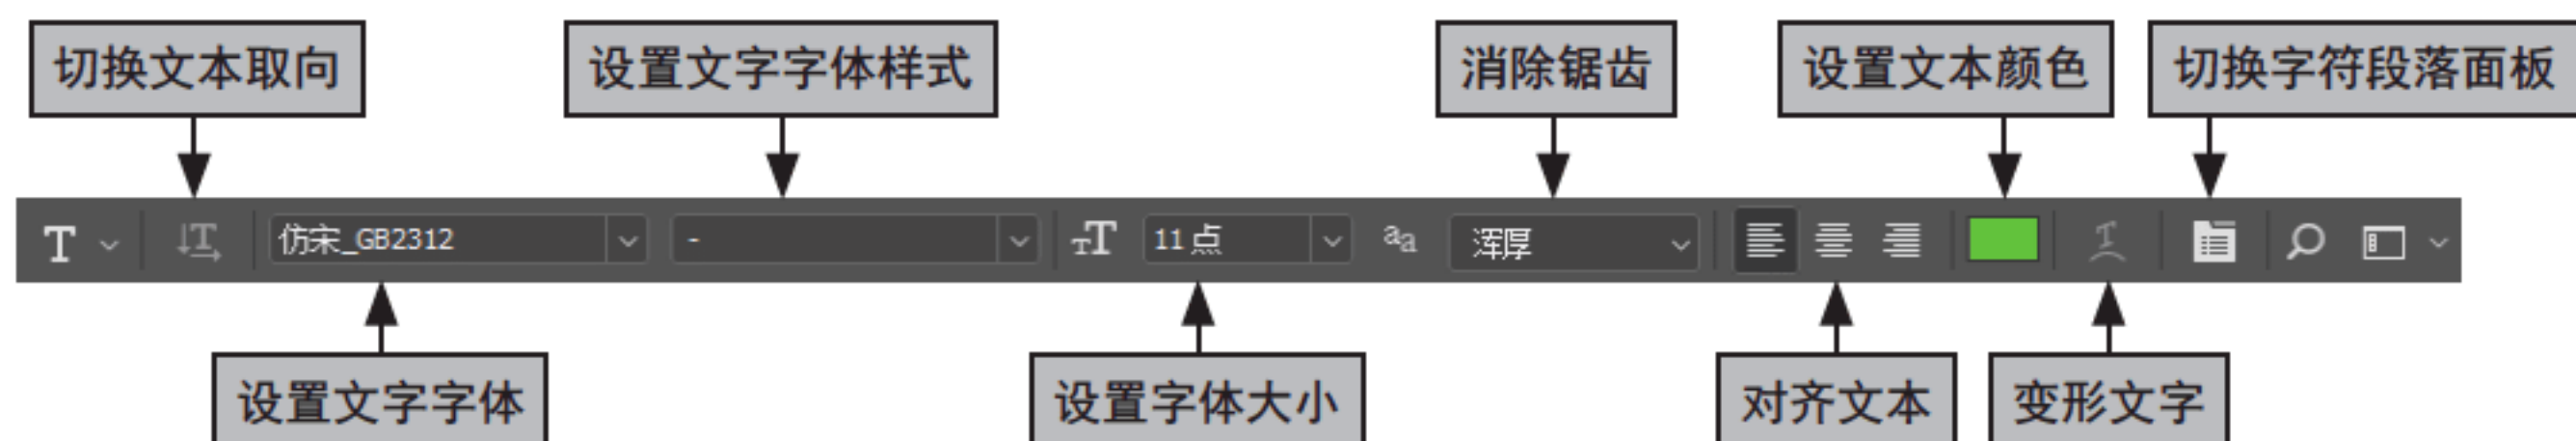 切换文本取向
设置文字字体样式
消除锯齿
设置文本颜色
切换字符段落面板
T T 仿宋_GB2312 - TT 11 点 aa 浑厚 T
设置文字字体
设置字体大小
对齐文本
变形文字